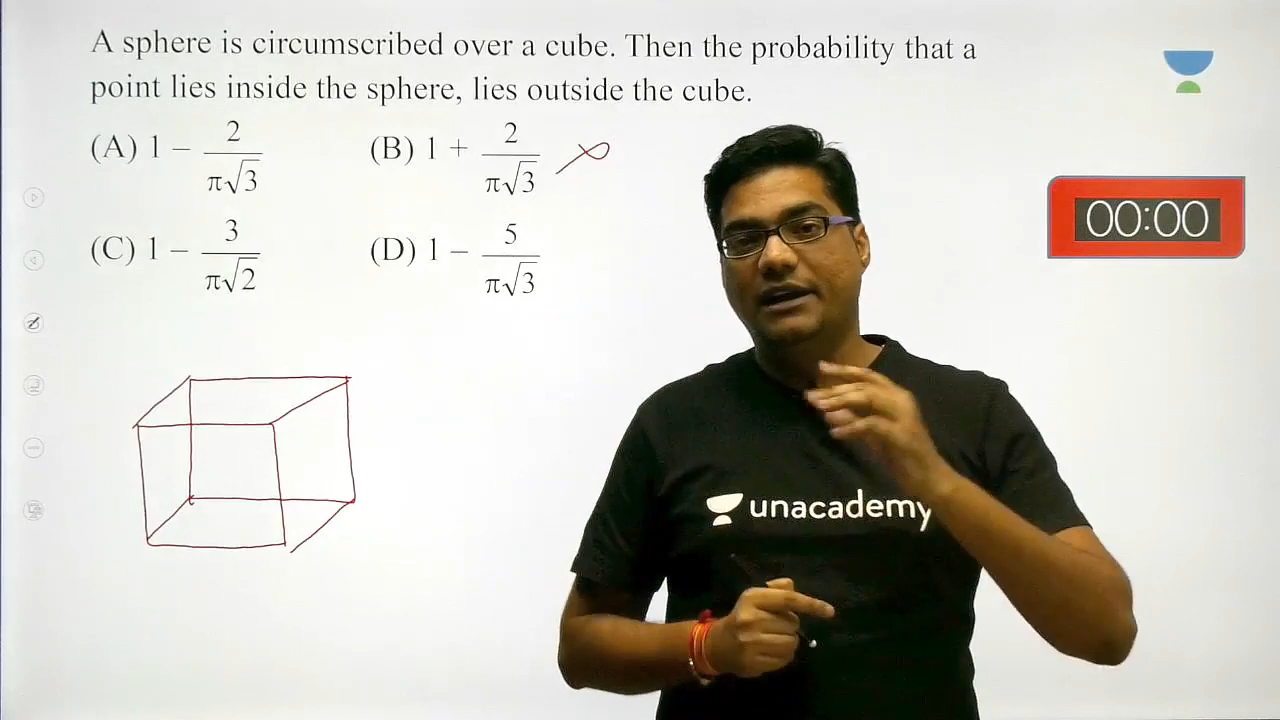 A sphere is circumscribed over a cube. Then the probability that a
point lies inside the sphere, lies outside the cube.
(A) 1 − 2/π√3 (B) 1 + 2/π√3
(C) 1 − 3/π√2 (D) 1 − 5/π√3
00:00
unacademy